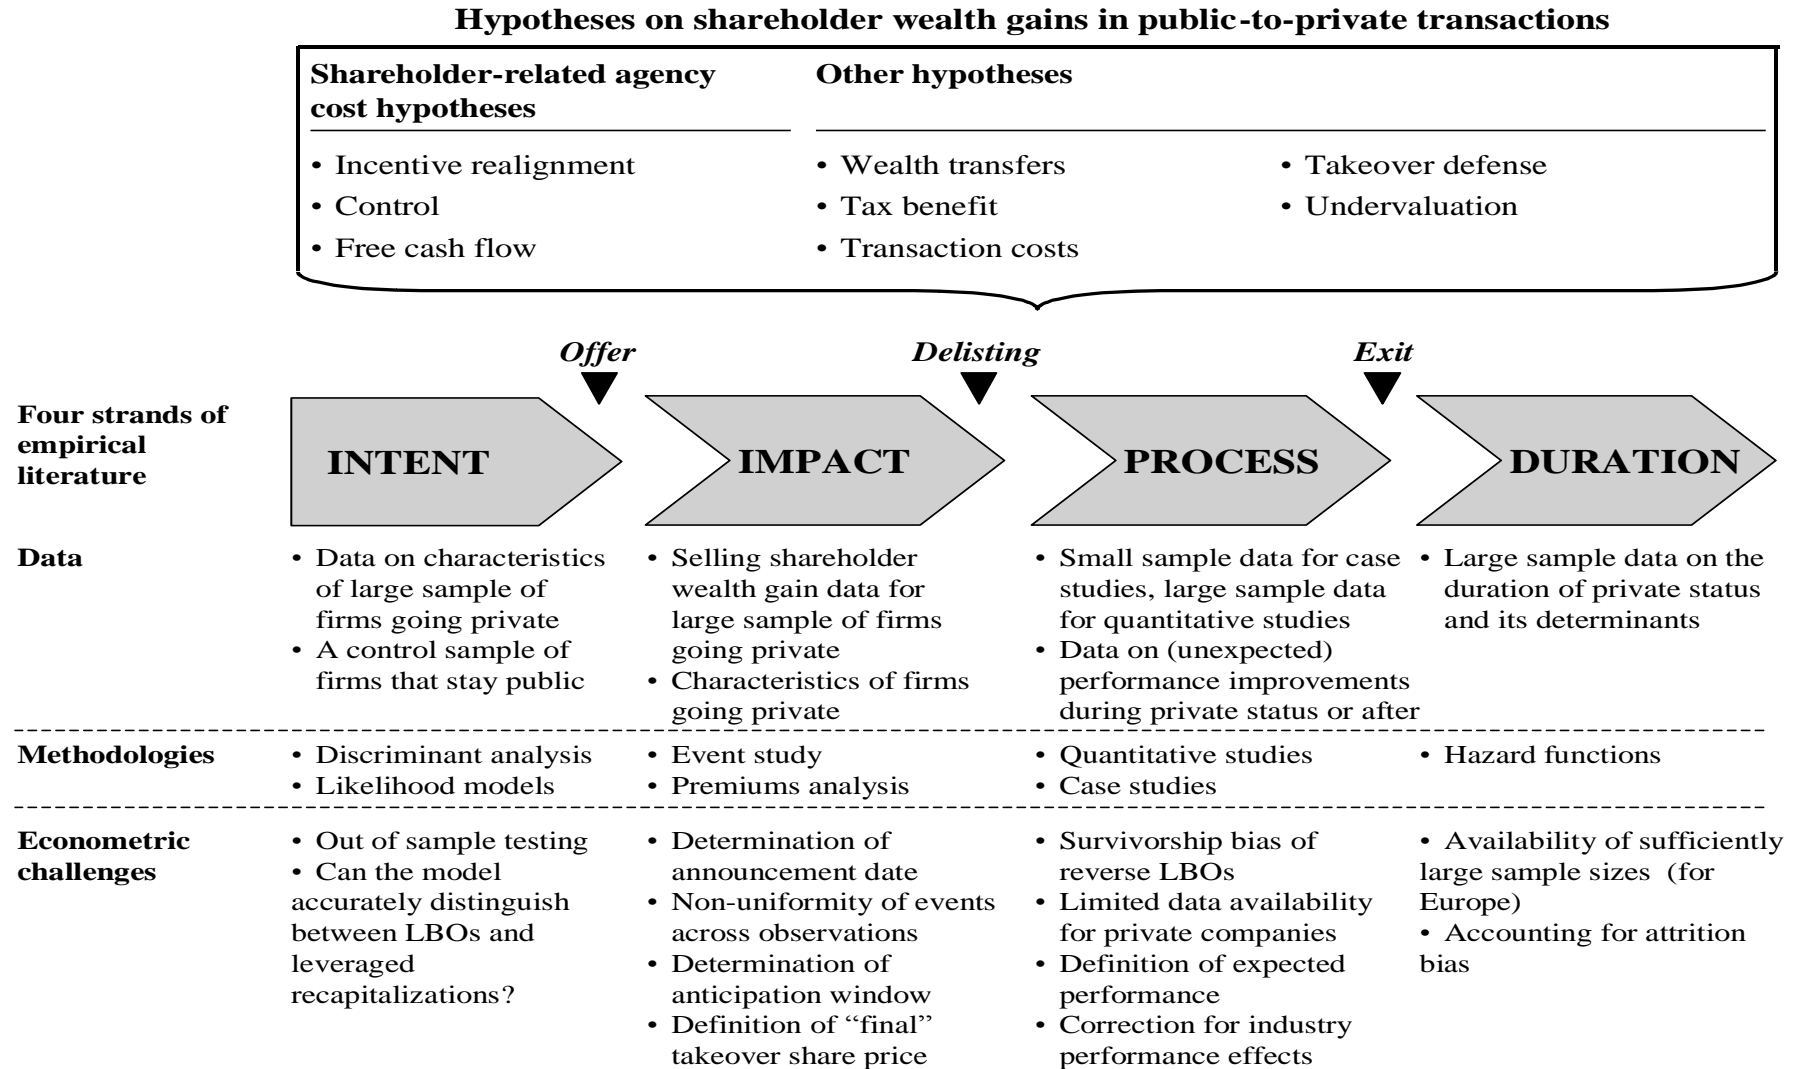 Hypotheses on shareholder wealth gains in public-to-private transactions
Shareholder-related agency
cost hypotheses
Other hypotheses
• Incentive realignment
• Control
• Free cash flow
• Wealth transfers
• Tax benefit
• Transaction costs
• Takeover defense
• Undervaluation
Offer
Delisting
Exit
Four strands of
empirical
literature
INTENT
IMPACT
PROCESS
DURATION
Data
• Data on characteristics
of large sample of
firms going private
• A control sample of
firms that stay public
• Selling shareholder
wealth gain data for
large sample of firms
going private
• Characteristics of firms
going private
• Small sample data for case
studies, large sample data
for quantitative studies
• Data on (unexpected)
performance improvements
during private status or after
• Large sample data on the
duration of private status
and its determinants
Methodologies
• Discriminant analysis
• Likelihood models
• Event study
• Premiums analysis
• Quantitative studies
• Case studies
• Hazard functions
Econometric
challenges
• Out of sample testing
• Can the model
accurately distinguish
between LBOs and
leveraged
recapitalizations?
• Determination of
announcement date
• Non-uniformity of events
across observations
• Determination of
anticipation window
• Definition of “final”
takeover share price
• Survivorship bias of
reverse LBOs
• Limited data availability
for private companies
• Definition of expected
performance
• Correction for industry
performance effects
• Availability of sufficiently
large sample sizes (for
Europe)
• Accounting for attrition
bias